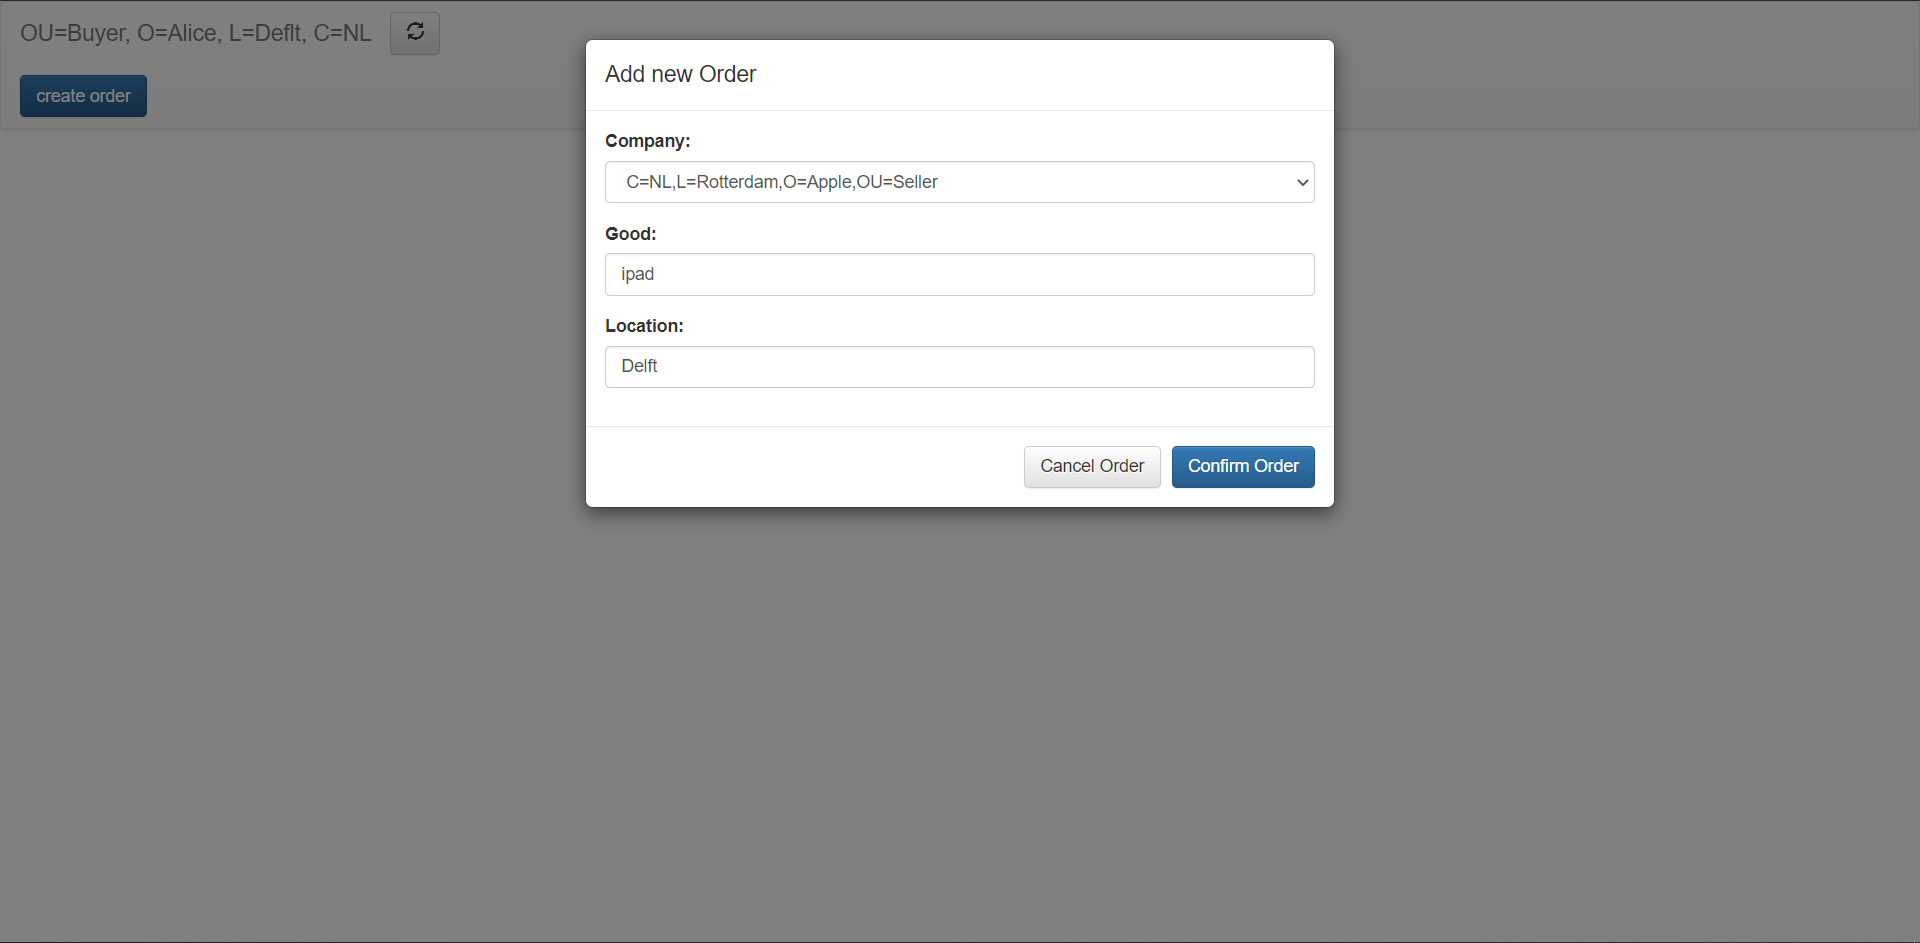 OU=Buyer, O=Alice, L=Deflt, C=NL
create order
Add new Order
Company:
C=NL,L=Rotterdam,O=Apple,OU=Seller
Good:
ipad
Location:
Delft
Cancel Order
Confirm Order